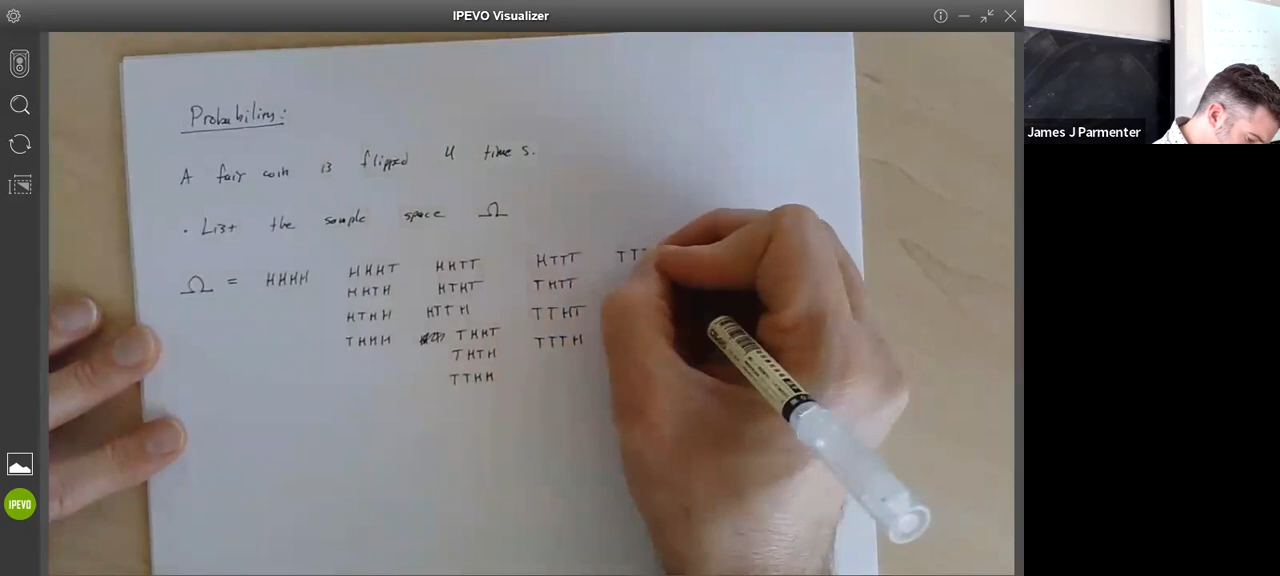 IPEVO Visualizer
James J Parmenter
Probability:
A fair coin is flipped 4 times.
· List the sample space Ω
Ω = HHHH HHHT HHTT HTTT TTT
HHTH HTHT THTT
HTHH HTTH TTHT
THHH THHT TTTH
THTH
TTHH
IPEVO